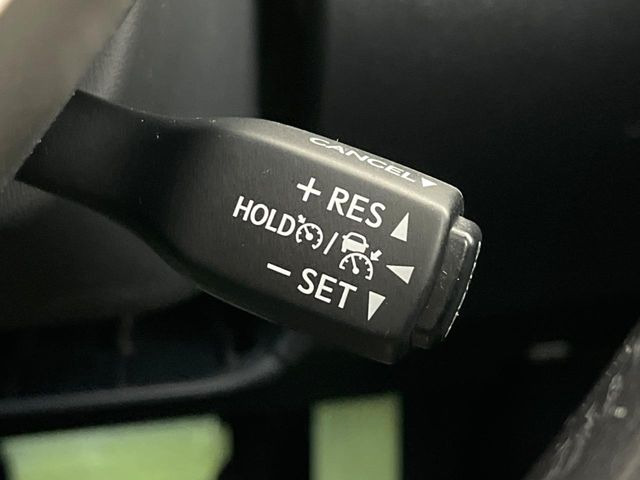 CANCEL
+ RES
HOLD /
- SET